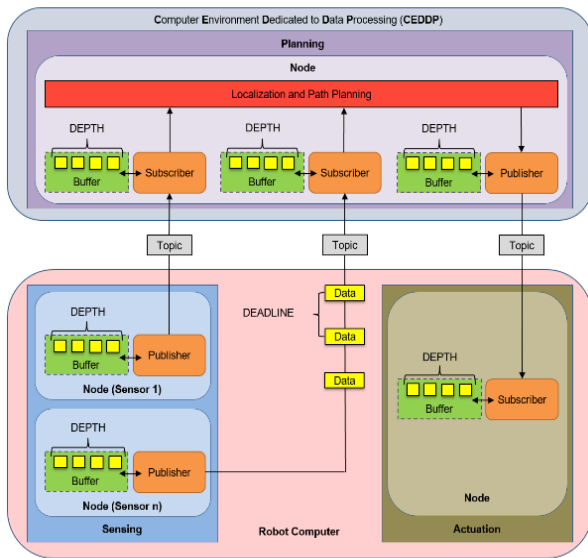 Computer Environment Dedicated to Data Processing (CEDDP)
Planning
Node
Localization and Path Planning
DEPTH
Buffer
Subscriber
DEPTH
Buffer
Subscriber
DEPTH
Buffer
Publisher
Topic
Topic
Topic
DEPTH
Buffer
Publisher
Node (Sensor 1)
DEPTH
Buffer
Publisher
Node (Sensor n)
Sensing
DEADLINE
Data
Data
Data
Robot Computer
DEPTH
Buffer
Subscriber
Node
Actuation